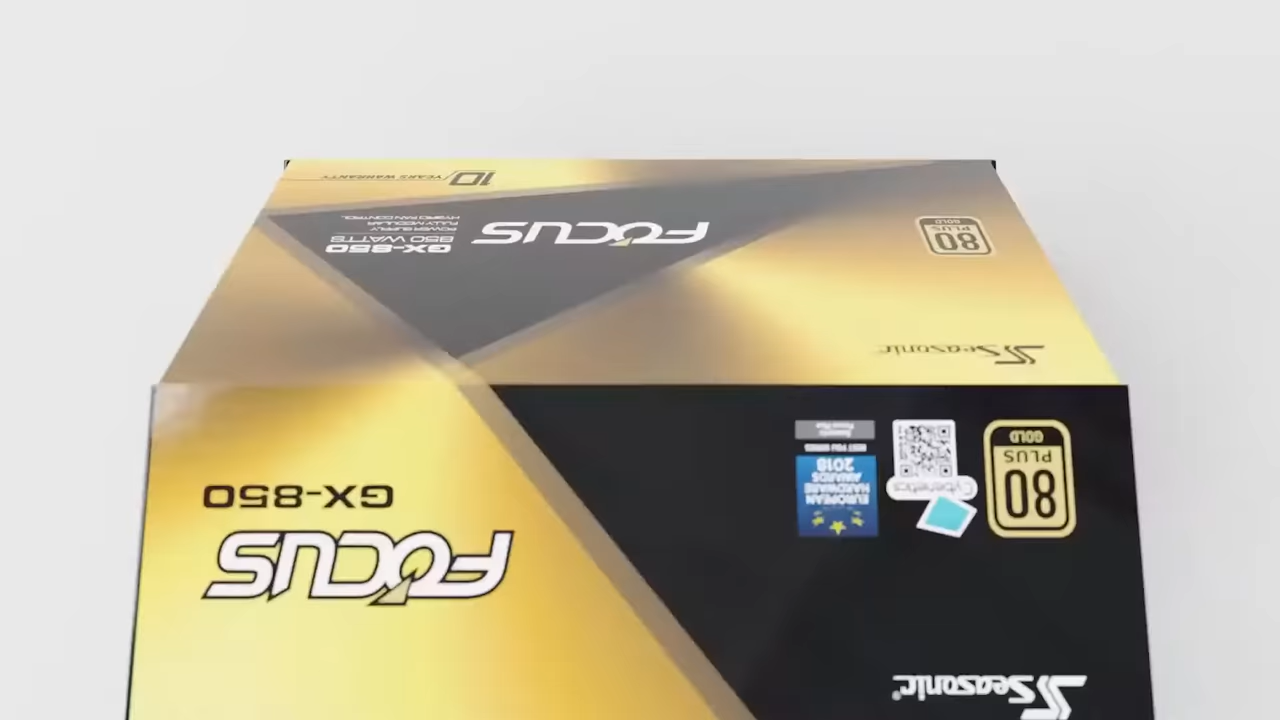 Seasonic
FOCUS
GX-850
80
PLUS
GOLD
Cybenetics
EUROPEAN
HARDWARE
AWARDS
2018
Seasonic
80
PLUS
GOLD
FOCUS
GX-850
850 WATTS
POWER SUPPLY
FULLY MODULAR
HYBRID FAN CONTROL
10 YEARS WARRANTY